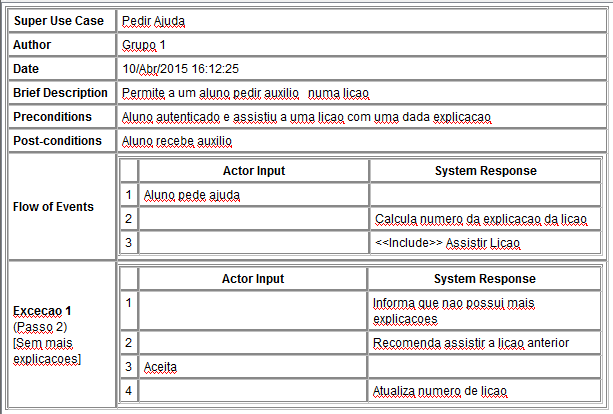 Super Use Case Pedir Ajuda
Author Grupo 1
Date 10/Abr/2015 16:12:25
Brief Description Permite a um aluno pedir auxilio numa licao
Preconditions Aluno autenticado e assistiu a uma licao com uma dada explicacao
Post-conditions Aluno recebe auxilio
Flow of Events
Actor Input System Response
1 Aluno pede ajuda
2 Calcula numero da explicacao da licao
3 <<Include>> Assistir Licao
Excecao 1
(Passo 2)
[Sem mais
explicacoes]
Actor Input System Response
1 Informa que nao possui mais
explicacoes
2 Recomenda assistir a licao anterior
3 Aceita
4 Atualiza numero de licao